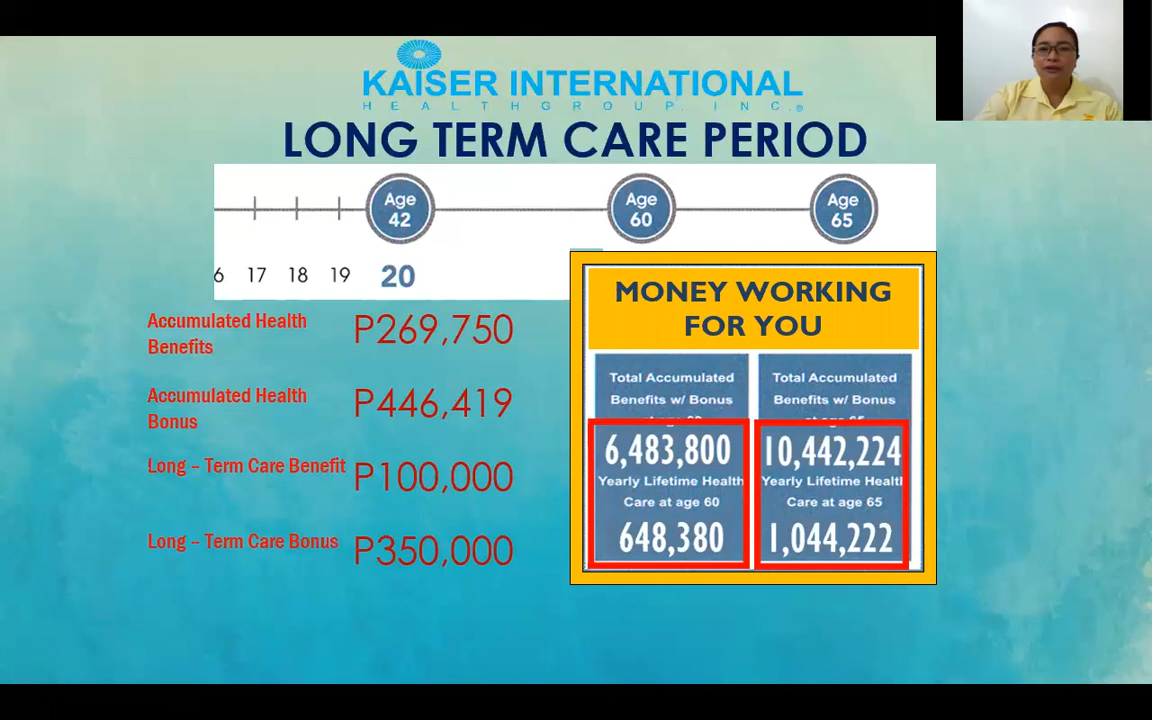 KAISER INTERNATIONAL
HEALTHGROUP, INC.®
LONG TERM CARE PERIOD
Age
42
Age
60
Age
65
6 17 18 19 20
Accumulated Health
Benefits
P269,750
Accumulated Health
Bonus
P446,419
Long – Term Care Benefit
P100,000
Long – Term Care Bonus
P350,000
MONEY WORKING
FOR YOU
Total Accumulated
Benefits w/ Bonus
6,483,800
Yearly Lifetime Health
Care at age 60
648,380
Total Accumulated
Benefits w/ Bonus
at age 65
10,442,224
Yearly Lifetime Healt
Care at age 65
1,044,222